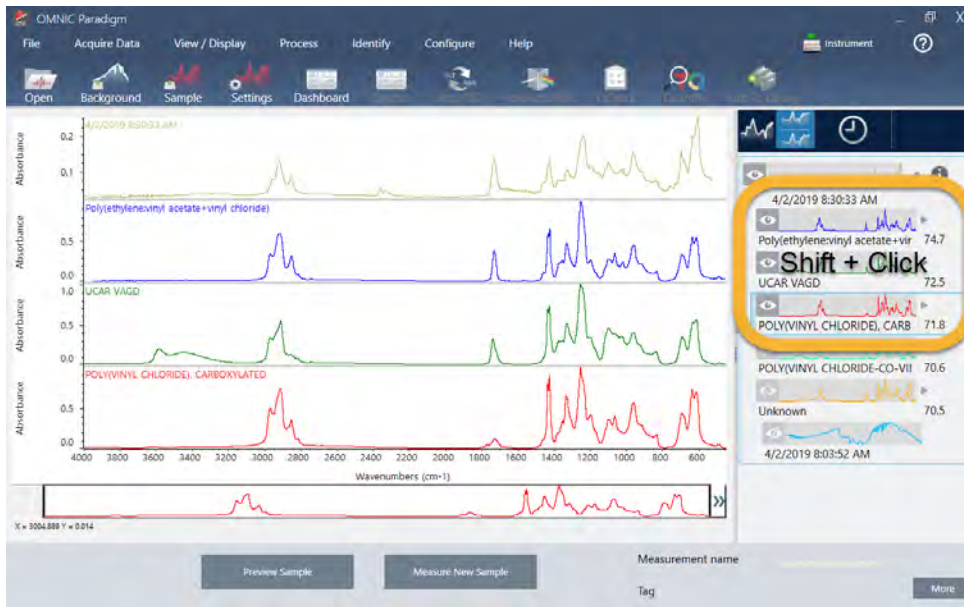 OMNIC Paradigm
File Acquire Data View / Display Process Identify Configure Help Instrument
Open Background Sample Settings Dashboard
4/2/2019 8:30:33 AM
Absorbance
0.2
0.1
Poly(ethylene:vinyl acetate+vinyl chloride)
Absorbance
0.5
0.0
UCAR VAGD
Absorbance
1.0
0.5
0.0
POLY(VINYL CHLORIDE), CARBOXYLATED
Absorbance
0.5
0.0
4000 3800 3600 3400 3200 3000 2800 2600 2400 2200 2000 1800 1600 1400 1200 1000 800 600
Wavenumbers (cm-1)
X = 3004.889 Y = 0.014
4/2/2019 8:30:33 AM
Poly(ethylene:vinyl acetate+vir 74.7
Shift + Click
UCAR VAGD 72.5
POLY(VINYL CHLORIDE), CARB 71.8
POLY(VINYL CHLORIDE-CO-VII 70.6
Unknown 70.5
4/2/2019 8:03:52 AM
Preview Sample
Measure New Sample
Measurement name
Tag
More